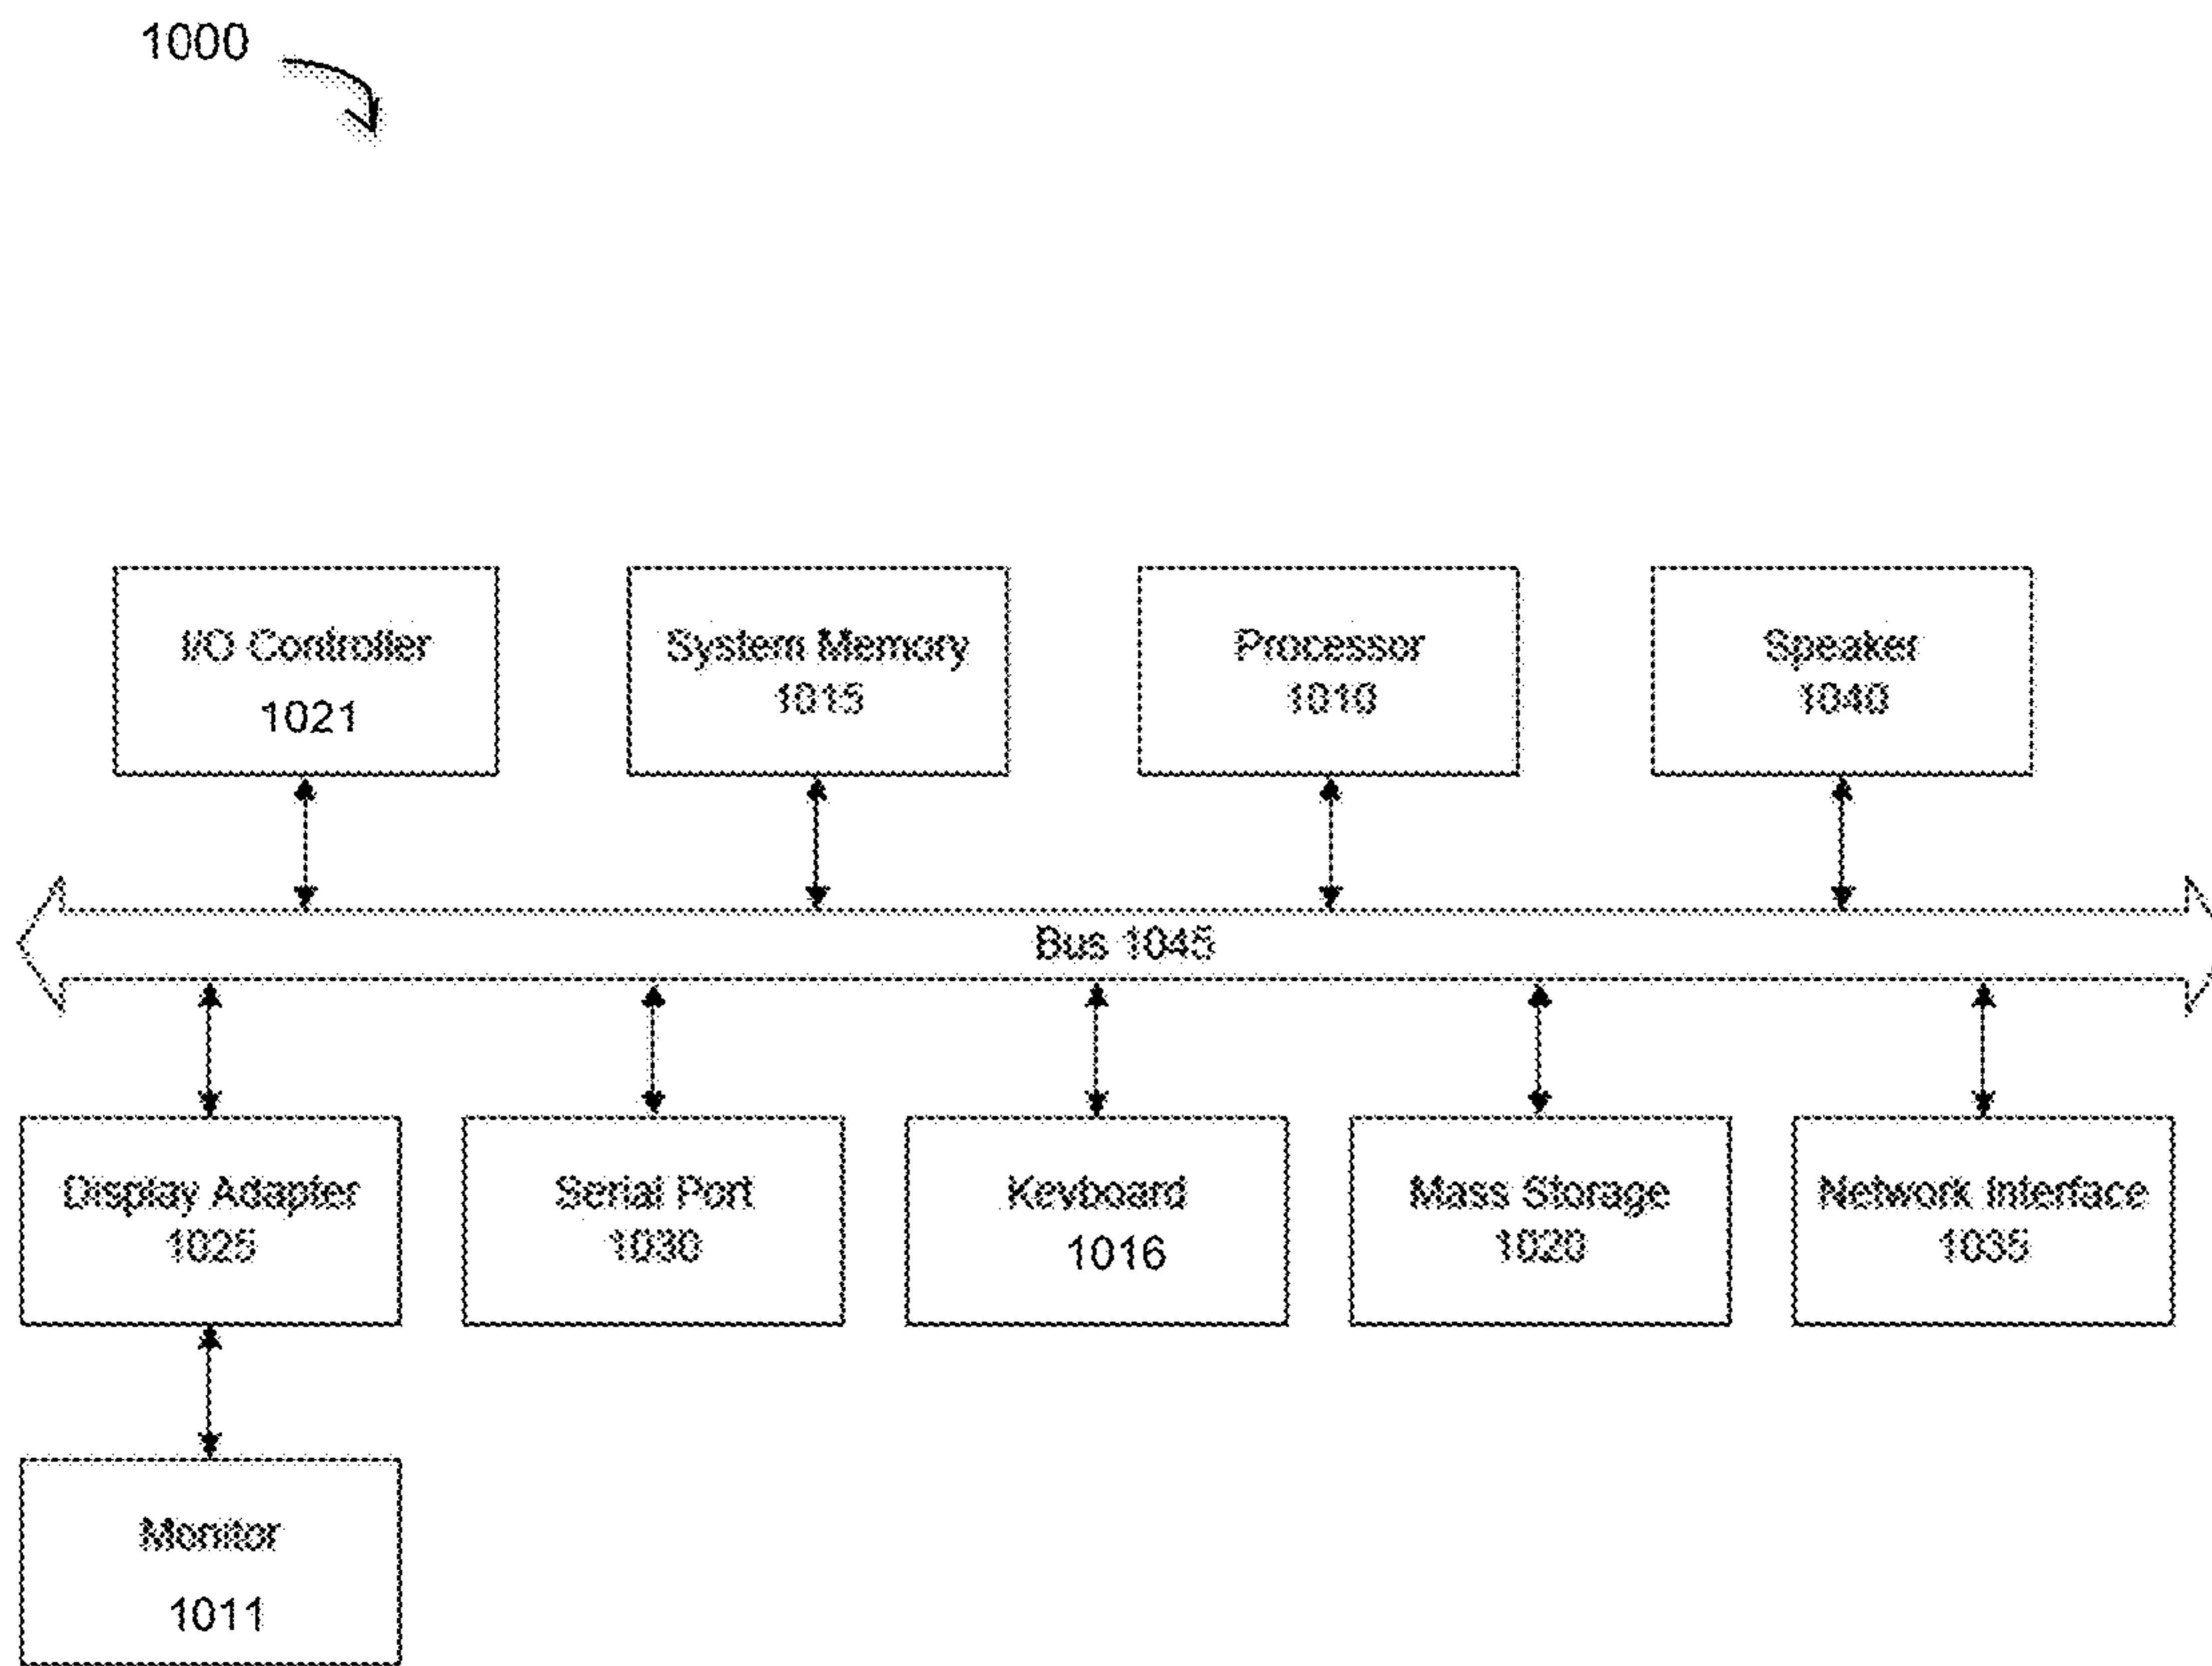 1000
I/O Controller
1021
System Memory
1015
Processor
1010
Speaker
1040
Bus 1045
Display Adapter
1025
Serial Port
1030
Keyboard
1016
Mass Storage
1020
Network Interface
1035
Monitor
1011